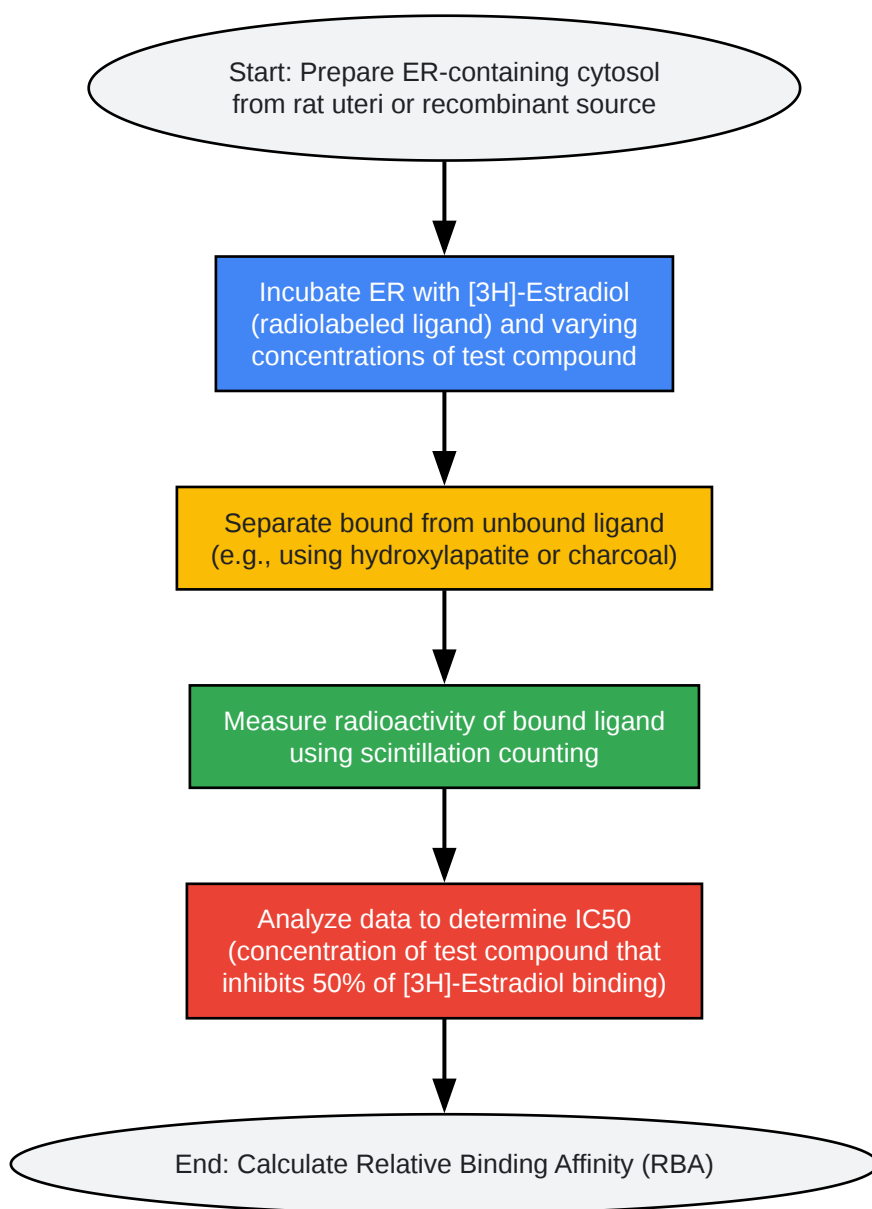 Start: Prepare ER-containing cytosol
from rat uteri or recombinant source
Incubate ER with [3H]-Estradiol
(radiolabeled ligand) and varying
concentrations of test compound
Separate bound from unbound ligand
(e.g., using hydroxylapatite or charcoal)
Measure radioactivity of bound ligand
using scintillation counting
Analyze data to determine IC50
(concentration of test compound that
inhibits 50% of [3H]-Estradiol binding)
End: Calculate Relative Binding Affinity (RBA)